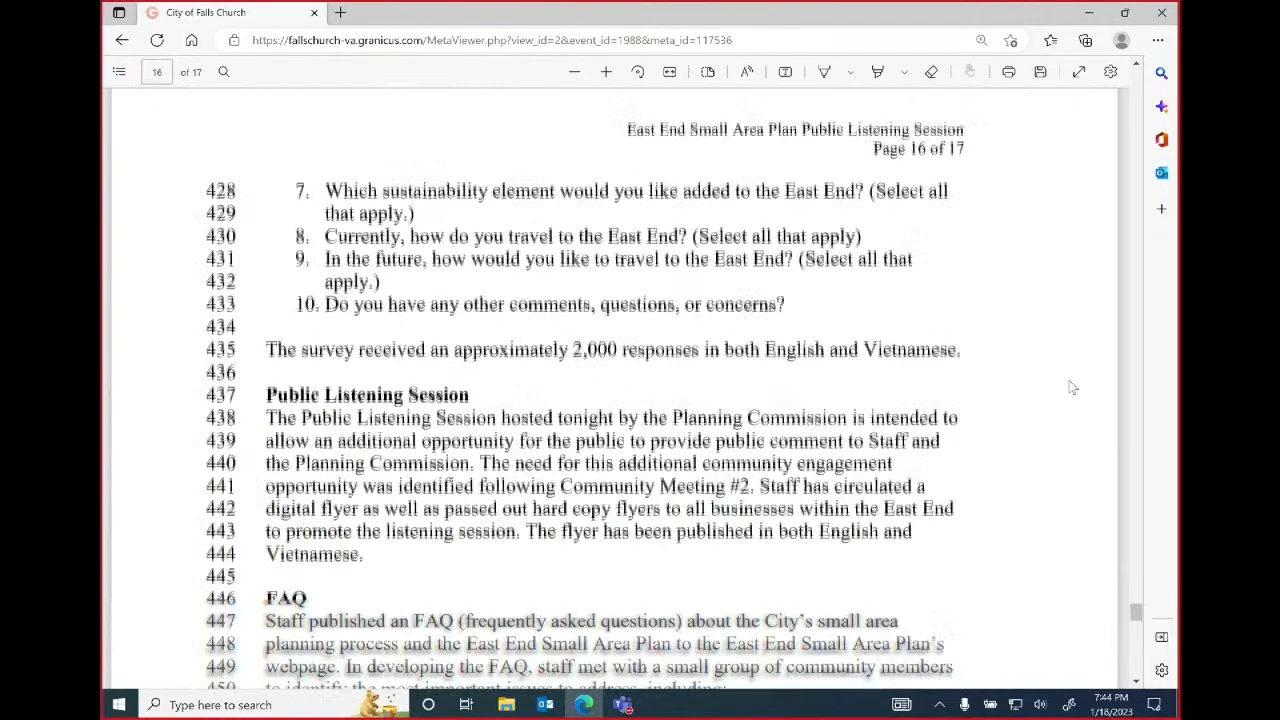 City of Falls Church
https://fallschurch-va.granicus.com/MetaViewer.php?view_id=2&event_id=1988&meta_id=117536
16 of 17
East End Small Area Plan Public Listening Session
Page 16 of 17
428 7. Which sustainability element would you like added to the East End? (Select all
429 that apply.)
430 8. Currently, how do you travel to the East End? (Select all that apply)
431 9. In the future, how would you like to travel to the East End? (Select all that
432 apply.)
433 10. Do you have any other comments, questions, or concerns?
434
435 The survey received an approximately 2,000 responses in both English and Vietnamese.
436
437 Public Listening Session
438 The Public Listening Session hosted tonight by the Planning Commission is intended to
439 allow an additional opportunity for the public to provide public comment to Staff and
440 the Planning Commission. The need for this additional community engagement
441 opportunity was identified following Community Meeting #2. Staff has circulated a
442 digital flyer as well as passed out hard copy flyers to all businesses within the East End
443 to promote the listening session. The flyer has been published in both English and
444 Vietnamese.
445
446 FAQ
447 Staff published an FAQ (frequently asked questions) about the City's small area
448 planning process and the East End Small Area Plan to the East End Small Area Plan's
449 webpage. In developing the FAQ, staff met with a small group of community members
450 to identify the most important issues to address, including:
Type here to search
7:44 PM
1/18/2023